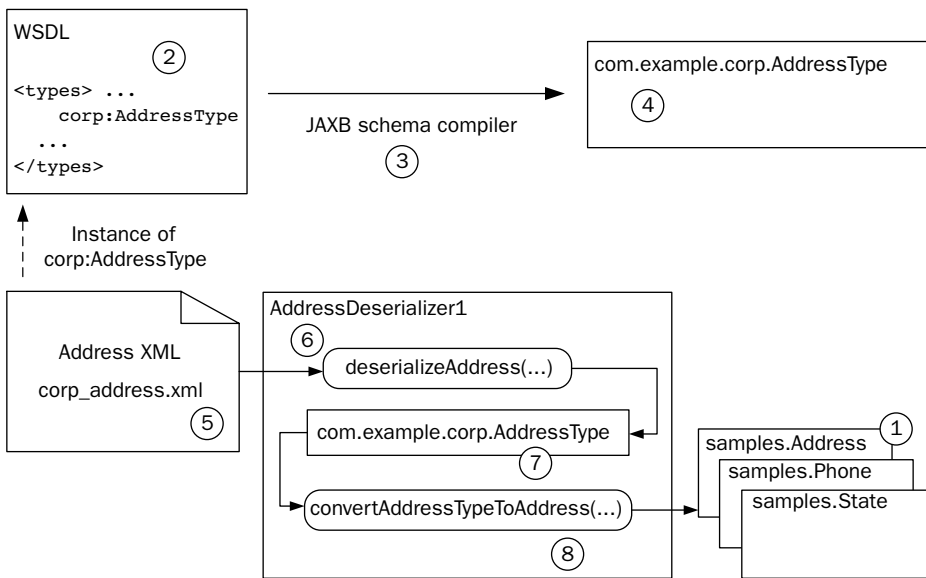 WSDL
2
<types> ...
corp:AddressType
...
</types>
JAXB schema compiler
3
com.example.corp.AddressType
4
Instance of
corp:AddressType
Address XML
corp_address.xml
5
AddressDeserializer1
6
deserializeAddress(...)
com.example.corp.AddressType
7
convertAddressTypeToAddress(...)
8
1
samples.Address
samples.Phone
samples.State